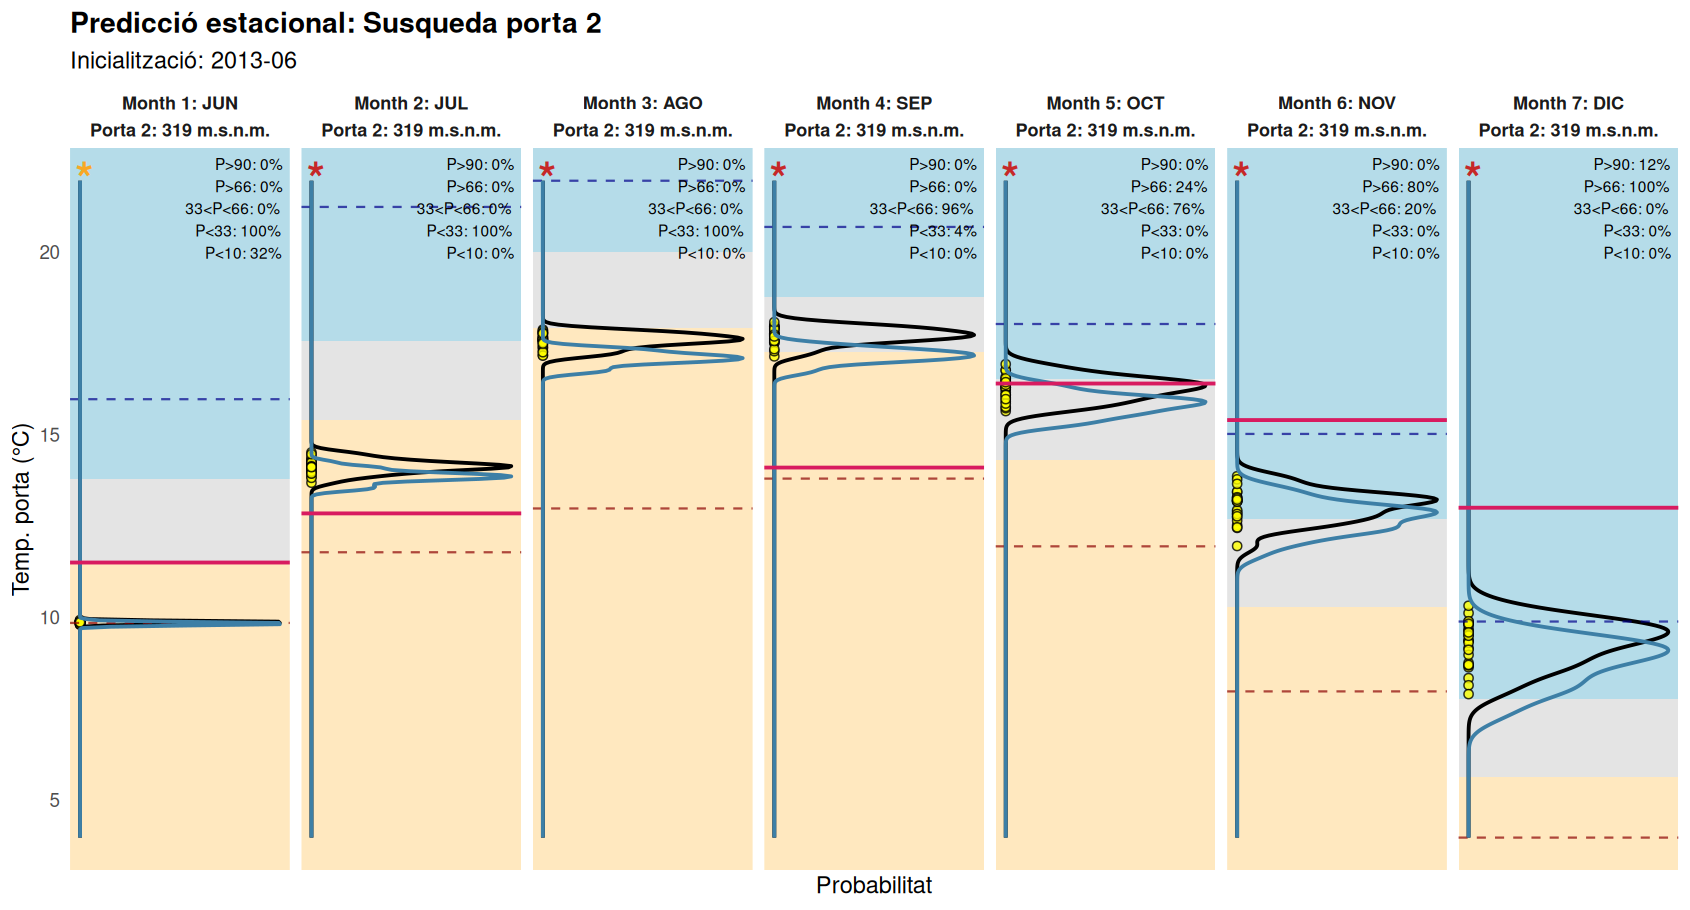 Predicció estacional: Susqueda porta 2
Inicialització: 2013-06
Month 1: JUN
Porta 2: 319 m.s.n.m.
Month 2: JUL
Porta 2: 319 m.s.n.m.
Month 3: AGO
Porta 2: 319 m.s.n.m.
Month 4: SEP
Porta 2: 319 m.s.n.m.
Month 5: OCT
Porta 2: 319 m.s.n.m.
Month 6: NOV
Porta 2: 319 m.s.n.m.
Month 7: DIC
Porta 2: 319 m.s.n.m.
*
P>90: 0%
P>66: 0%
33<P<66: 0%
P<33: 100%
P<10: 32%
*
P>90: 0%
P>66: 0%
33<P<66: 0%
P<33: 100%
P<10: 0%
*
P>90: 0%
P>66: 0%
33<P<66: 0%
P<33: 100%
P<10: 0%
*
P>90: 0%
P>66: 0%
33<P<66: 96%
P<33: 4%
P<10: 0%
*
P>90: 0%
P>66: 24%
33<P<66: 76%
P<33: 0%
P<10: 0%
*
P>90: 0%
P>66: 80%
33<P<66: 20%
P<33: 0%
P<10: 0%
*
P>90: 12%
P>66: 100%
33<P<66: 0%
P<33: 0%
P<10: 0%
20
15
10
5
Temp. porta (°C)
Probabilitat